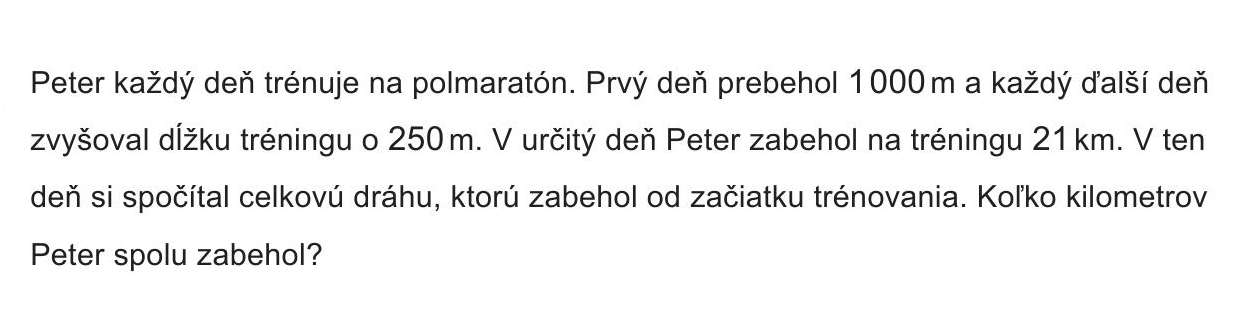 Peter každý deň trénuje na polmaratón. Prvý deň prebehol 1 000 m a každý ďalší deň
zvyšoval dĺžku tréningu o 250 m. V určitý deň Peter zabehol na tréningu 21 km. V ten
deň si spočítal celkovú dráhu, ktorú zabehol od začiatku trénovania. Koľko kilometrov
Peter spolu zabehol?